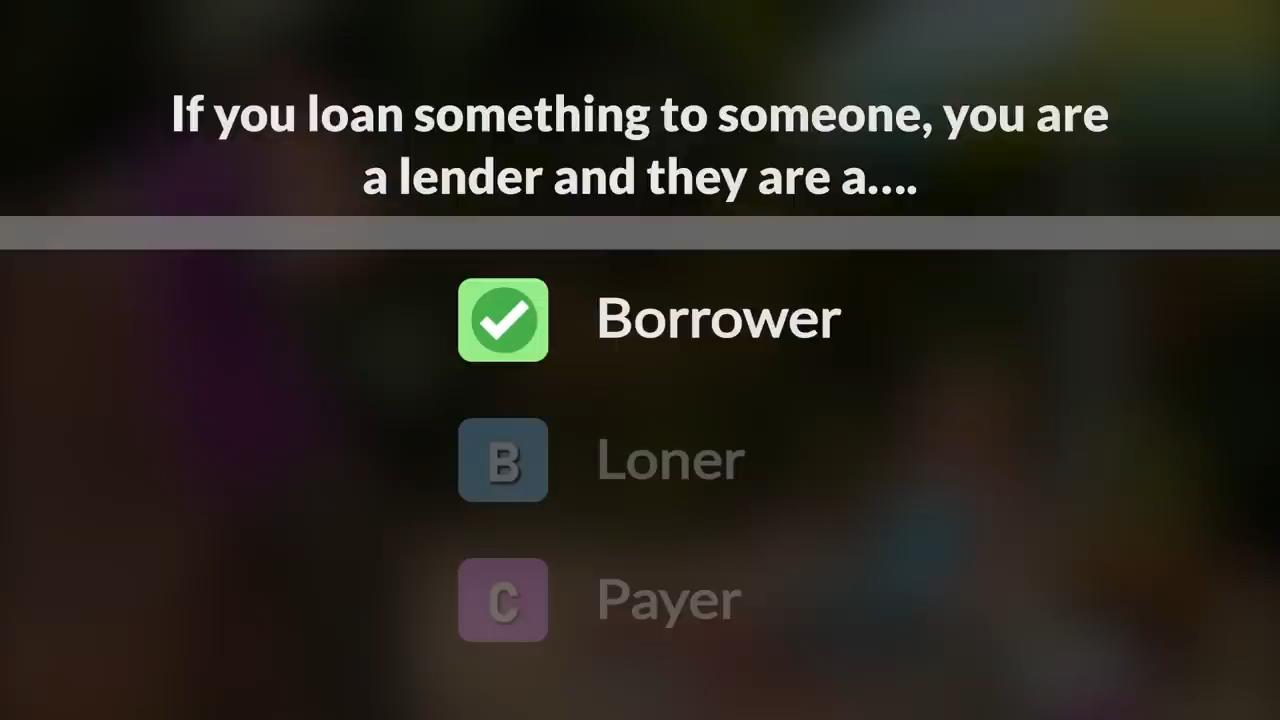 If you loan something to someone, you are
a lender and they are a....
Borrower
B Loner
C Payer